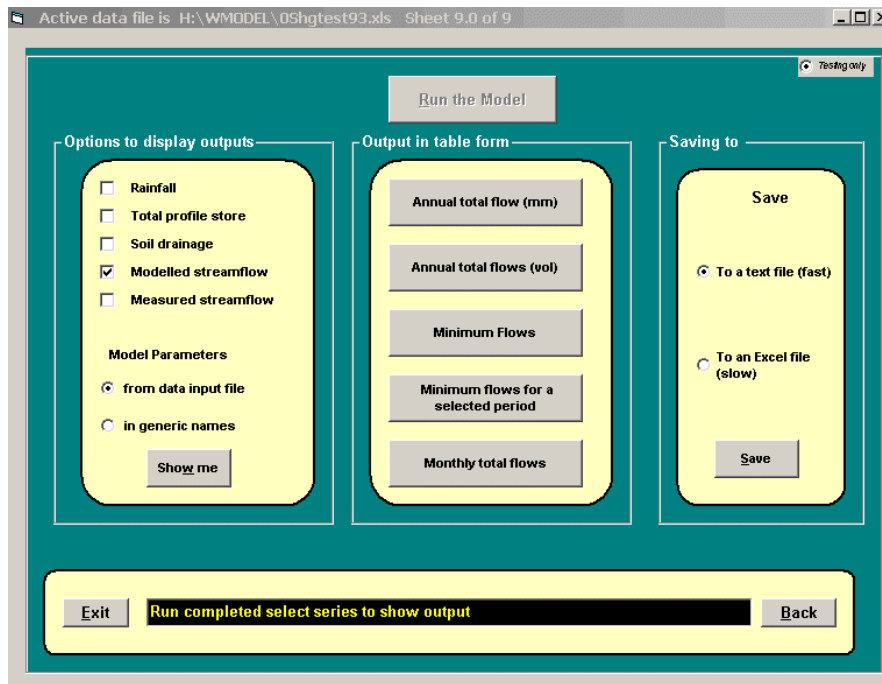 Active data file is H:\WMODEL\0Shgtest93.xls Sheet 9.0 of 9
Testing only
Run the Model
Options to display outputs
Rainfall
Total profile store
Soil drainage
Modelled streamflow
Measured streamflow
Model Parameters
from data input file
in generic names
Show me
Output in table form
Annual total flow (mm)
Annual total flows (vol)
Minimum Flows
Minimum flows for a
selected period
Monthly total flows
Saving to
Save
To a text file (fast)
To an Excel file
(slow)
Save
Exit
Run completed select series to show output
Back